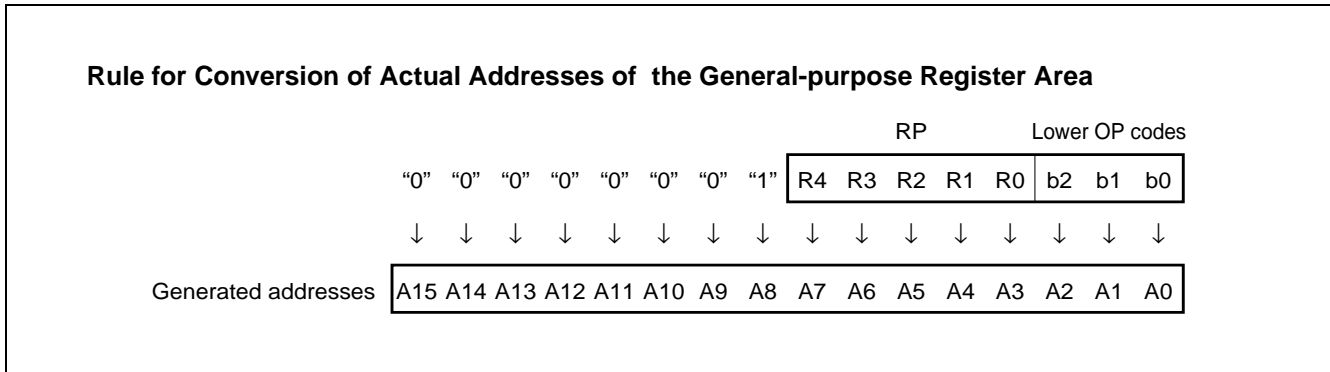 Rule for Conversion of Actual Addresses of the General-purpose Register Area
RP Lower OP codes
“0” “0” “0” “0” “0” “0” “0” “1” R4 R3 R2 R1 R0 b2 b1 b0
↓ ↓ ↓ ↓ ↓ ↓ ↓ ↓ ↓ ↓ ↓ ↓ ↓ ↓ ↓ ↓
Generated addresses A15 A14 A13 A12 A11 A10 A9 A8 A7 A6 A5 A4 A3 A2 A1 A0